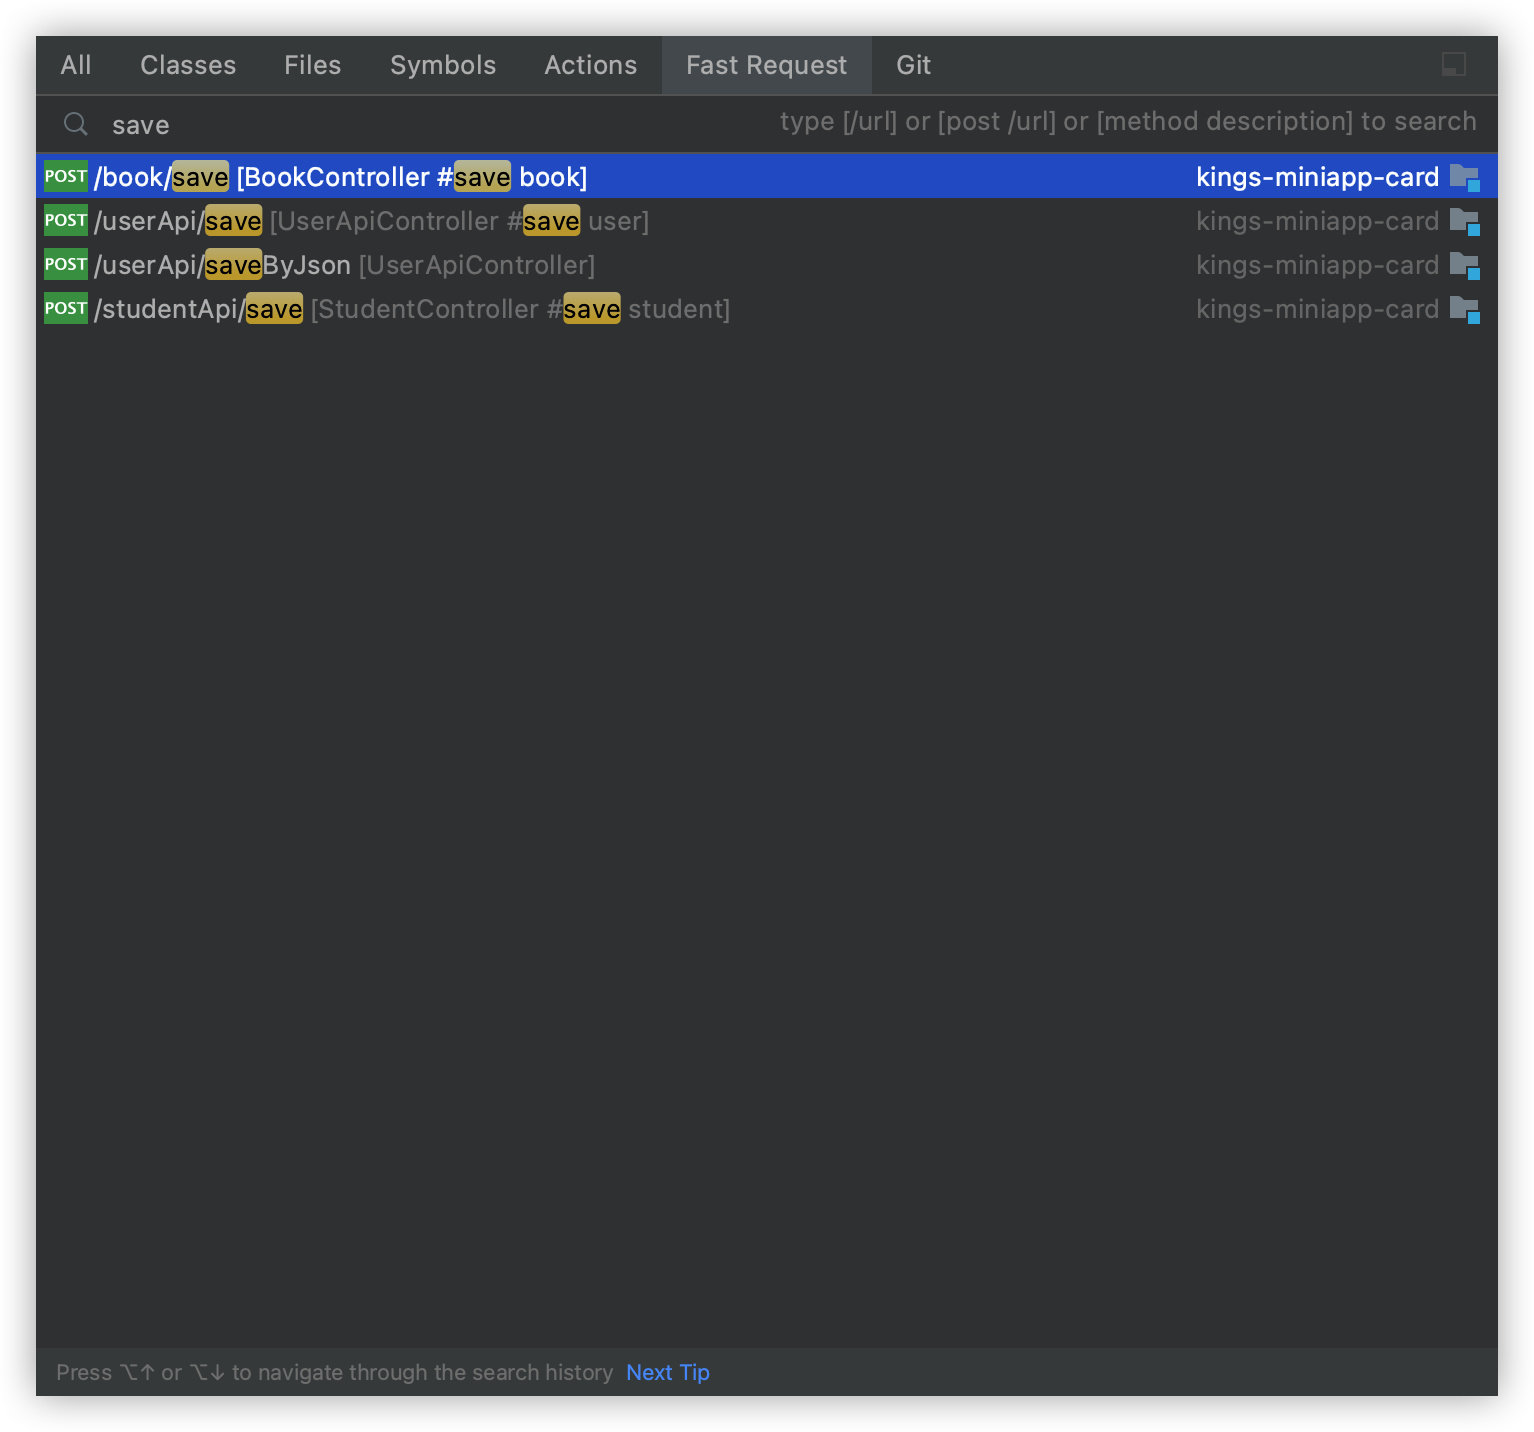 All Classes Files Symbols Actions Fast Request Git
save type [/url] or [post /url] or [method description] to search
POST /book/save [BookController #save book] kings-miniapp-card
POST /userApi/save [UserApiController #save user] kings-miniapp-card
POST /userApi/saveByJson [UserApiController] kings-miniapp-card
POST /studentApi/save [StudentController #save student] kings-miniapp-card
Press ⌥↑ or ⌥↓ to navigate through the search history Next Tip